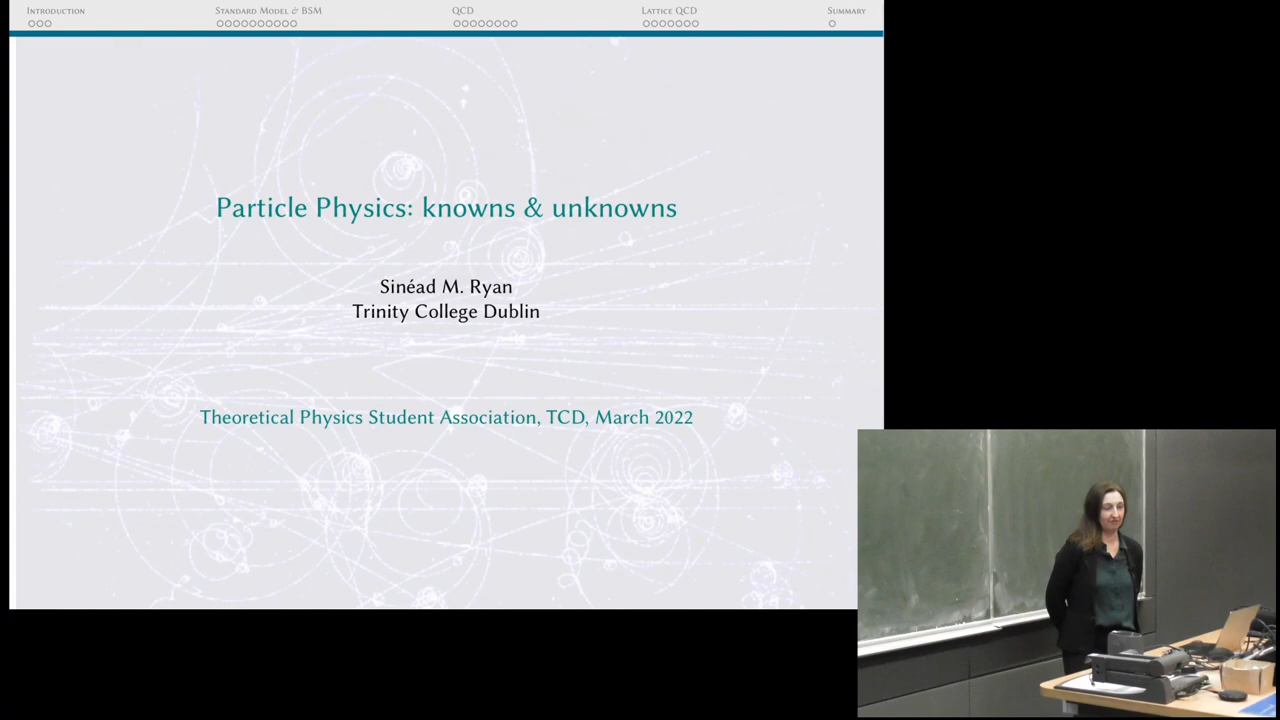 Introduction
Standard Model & BSM
QCD
Lattice QCD
Summary
Particle Physics: knowns & unknowns
Sinéad M. Ryan
Trinity College Dublin
Theoretical Physics Student Association, TCD, March 2022